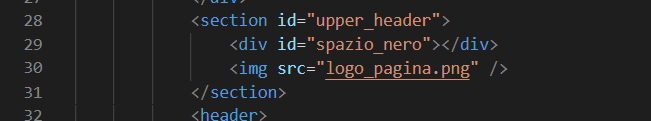 27 </div>
28 <section id="upper_header">
29 <div id="spazio_nero"></div>
30 <img src="logo_pagina.png" />
31 </section>
32 <header>